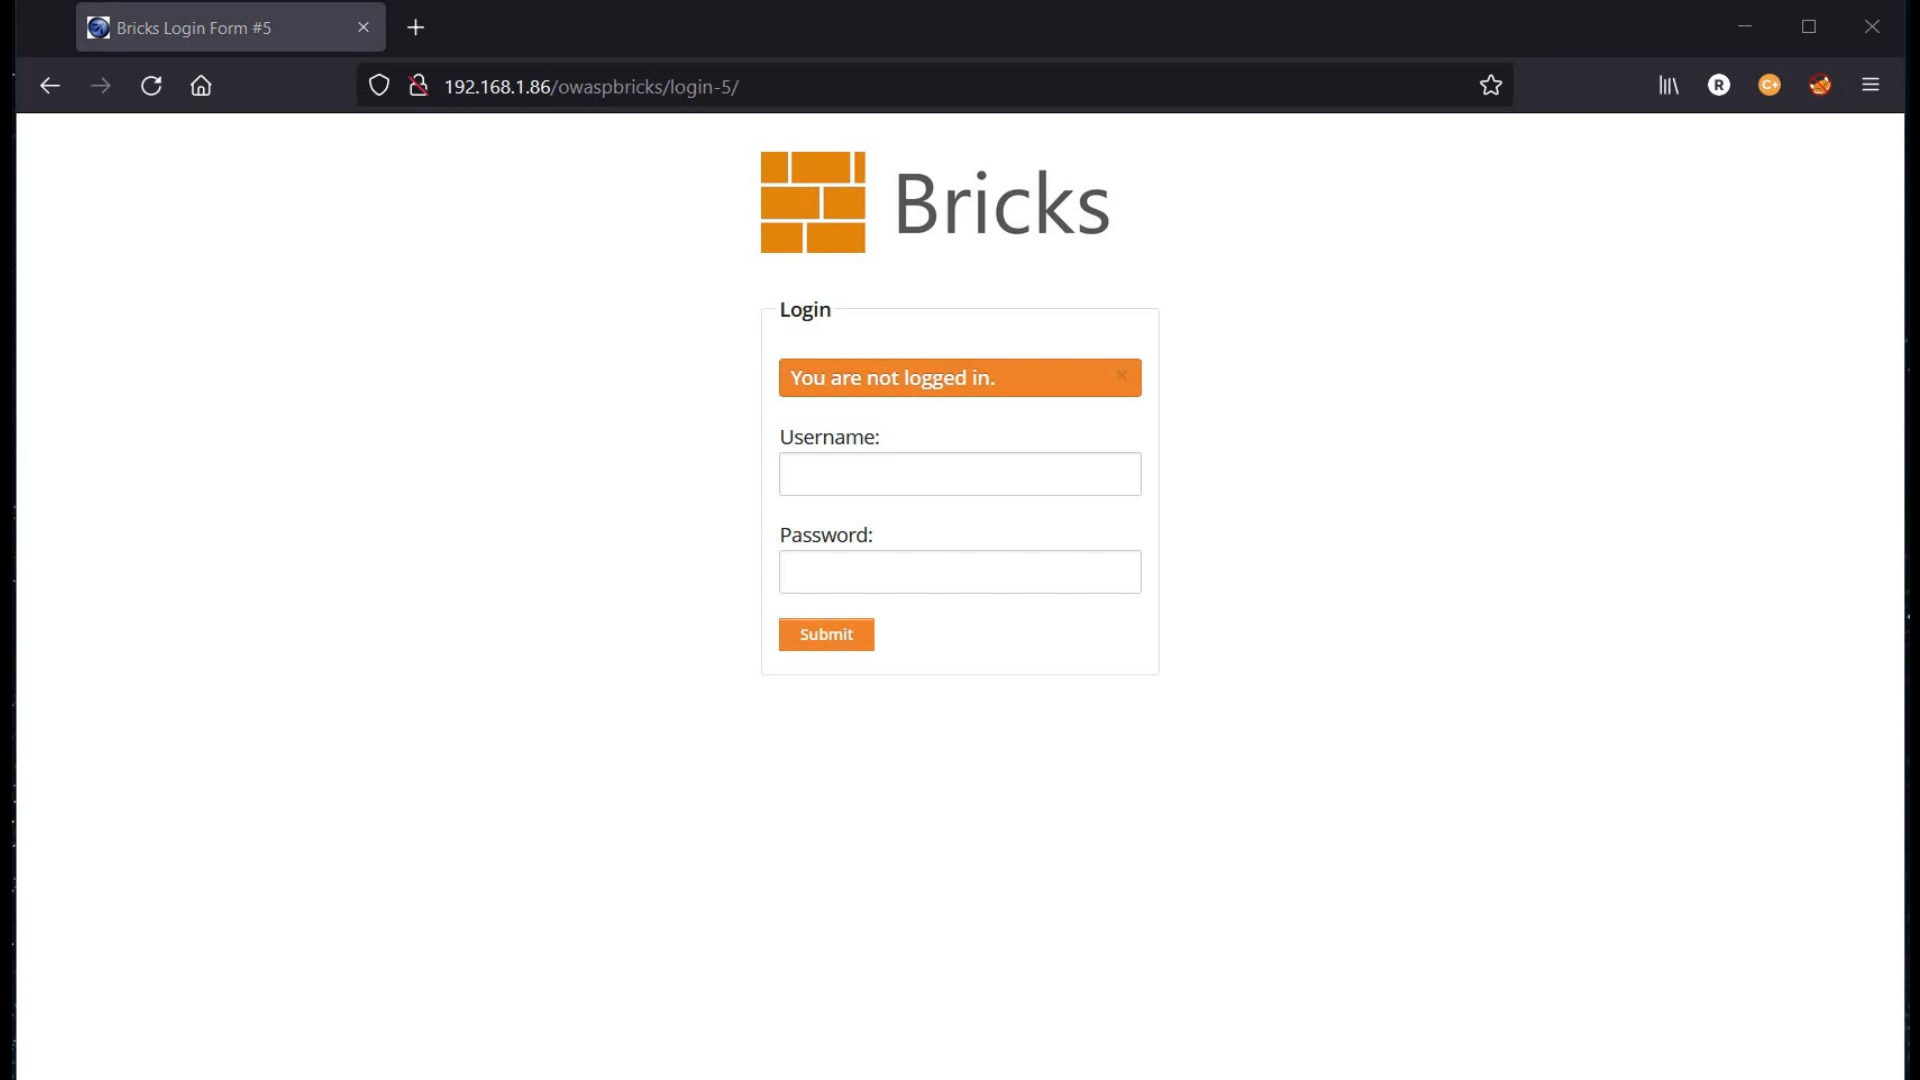 Bricks Login Form #5
192.168.1.86/owaspbricks/login-5/
R
C+
Bricks
Login
You are not logged in.
Username:
Password:
Submit